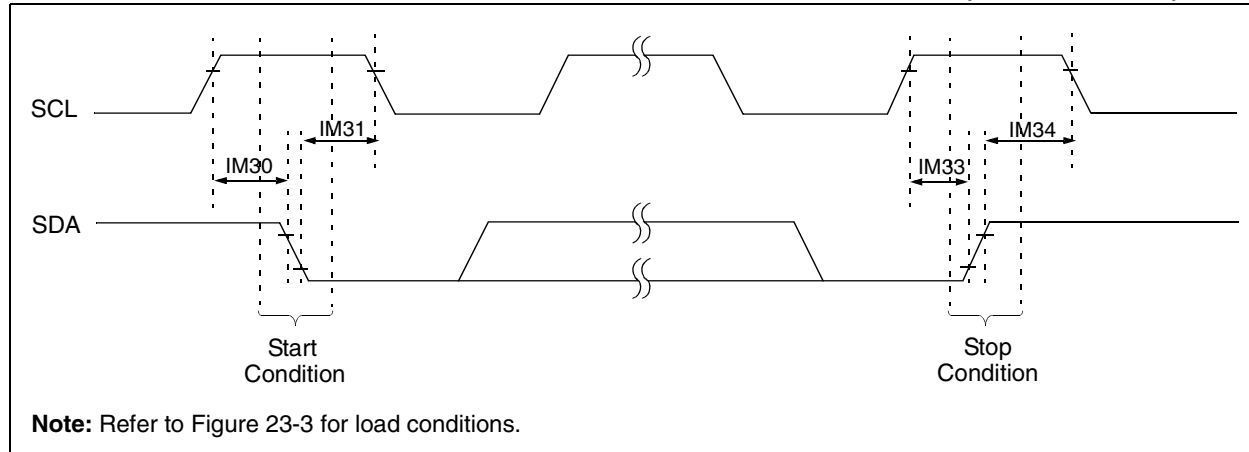 SCL
IM31
IM34
IM30
IM33
SDA
Start
Condition
Stop
Condition
Note: Refer to Figure 23-3 for load conditions.